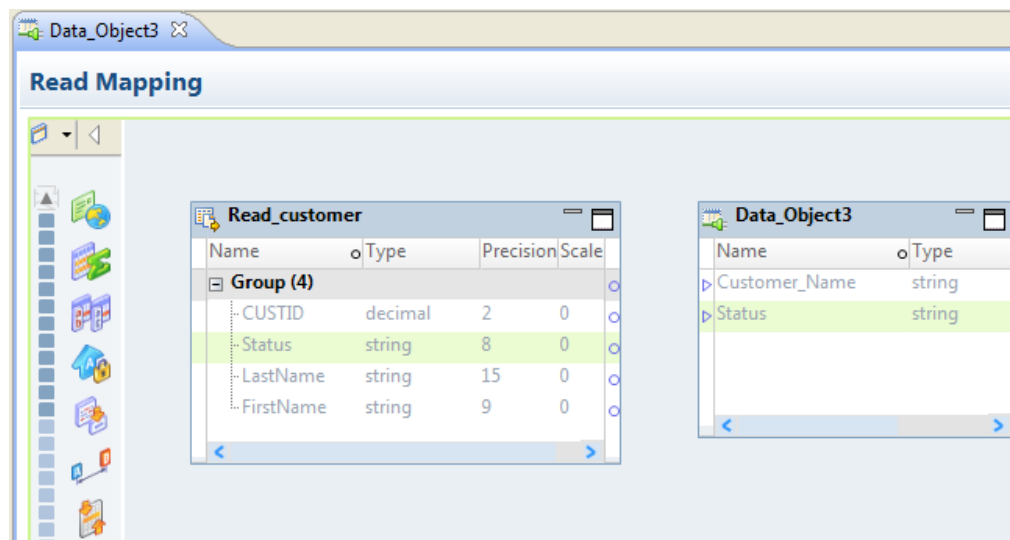 Data_Object3
Read Mapping
Read_customer
Name Type Precision Scale
Group (4)
CUSTID decimal 2 0
Status string 8 0
LastName string 15 0
FirstName string 9 0
Data_Object3
Name Type
Customer_Name string
Status string